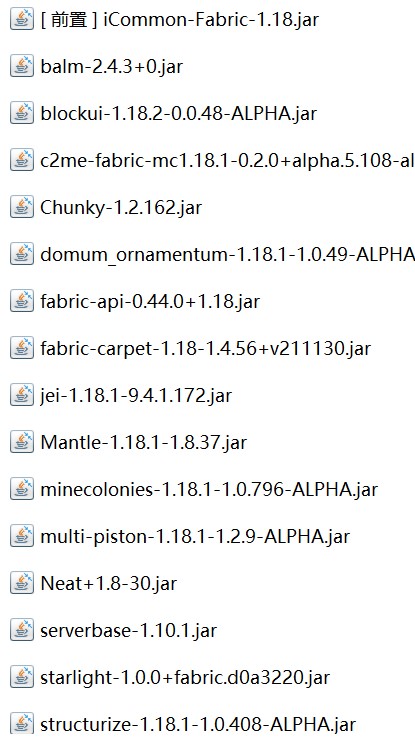 [ 前置 ] iCommon-Fabric-1.18.jar
balm-2.4.3+0.jar
blockui-1.18.2-0.0.48-ALPHA.jar
c2me-fabric-mc1.18.1-0.2.0+alpha.5.108-al
Chunky-1.2.162.jar
domum_ornamentum-1.18.1-1.0.49-ALPHA
fabric-api-0.44.0+1.18.jar
fabric-carpet-1.18-1.4.56+v211130.jar
jei-1.18.1-9.4.1.172.jar
Mantle-1.18.1-1.8.37.jar
minecolonies-1.18.1-1.0.796-ALPHA.jar
multi-piston-1.18.1-1.2.9-ALPHA.jar
Neat+1.8-30.jar
serverbase-1.10.1.jar
starlight-1.0.0+fabric.d0a3220.jar
structurize-1.18.1-1.0.408-ALPHA.jar